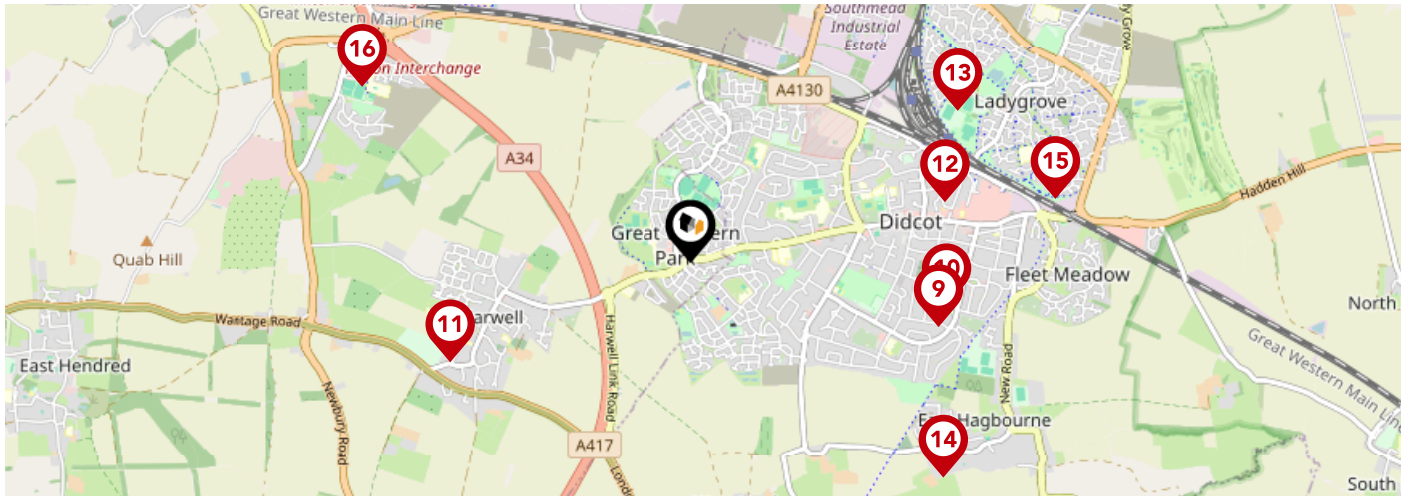 Great Western Main Line
Southmead
Industrial
Estate
16
Interchange
13
A4130
Ladygrove
A34
12
15
Hadden Hill
Didcot
Great
Park
Quab Hill
10
Fleet Meadow
9
North
11
Wantage Road
Harwell Link Road
East Hendred
Great Western Main Line
New Road
Newbury Road
Hagbourne
14
A417
South